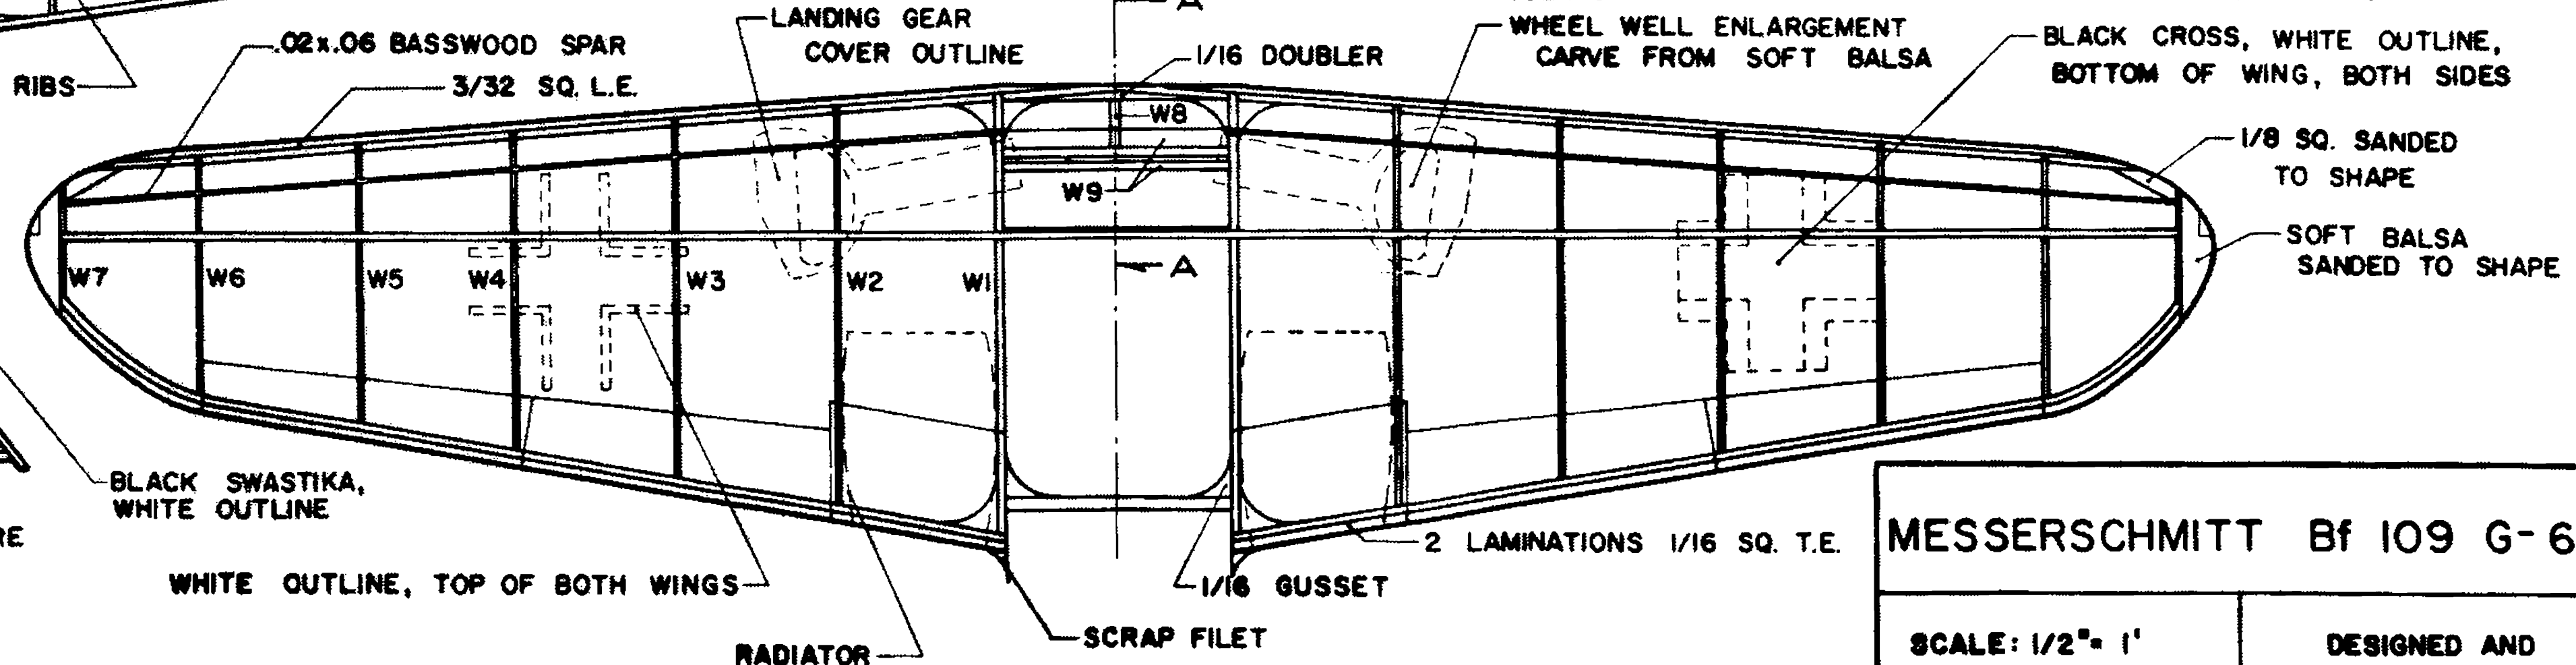 A
LANDING GEAR
COVER OUTLINE
.02x.06 BASSWOOD SPAR
RIBS
3/32 SQ. L.E.
1/16 DOUBLER
WHEEL WELL ENLARGEMENT
CARVE FROM SOFT BALSA
BLACK CROSS, WHITE OUTLINE,
BOTTOM OF WING, BOTH SIDES
W8
W9
1/8 SQ. SANDED
TO SHAPE
SOFT BALSA
SANDED TO SHAPE
W7
W6
W5
W4
W3
W2
W1
A
BLACK SWASTIKA,
WHITE OUTLINE
RE
WHITE OUTLINE, TOP OF BOTH WINGS
RADIATOR
SCRAP FILET
1/16 GUSSET
2 LAMINATIONS 1/16 SQ. T.E.
MESSERSCHMITT Bf 109 G-6
SCALE: 1/2"= 1'
DESIGNED AND